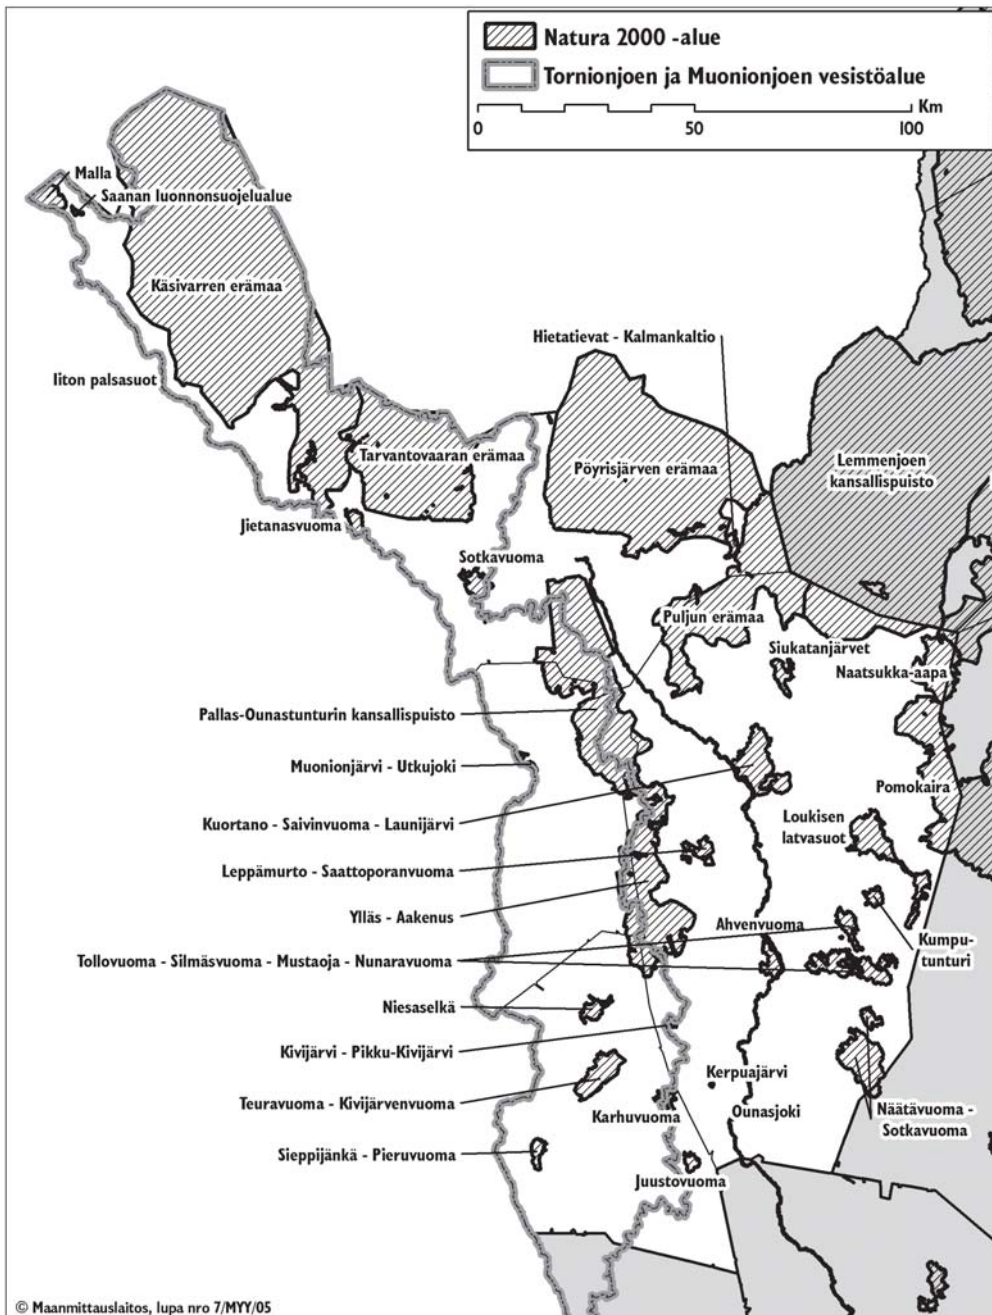 Natura 2000 -alue
Tornionjoen ja Muonionjoen vesistöalue
Km
0 50 100
Malla
Saanan luonnonsuojelualue
Käsivarren erämaa
Hietatievat - Kalmankaltio
Iiton palsasuot
Tarvantovaaran erämaa
Pöyrisjärven erämaa
Lemmenjoen
kansallispuisto
Jietanasvuoma
Sotkavuoma
Puljun erämaa
Siukatanjärvet
Naatsukka-aapa
Pallas-Ounastunturin kansallispuisto
Muonionjärvi - Utkujoki
Pomokaira
Kuortano - Saivinvuoma - Launijärvi
Loukisen
latvasuot
Leppämurto - Saattoporanvuoma
Ylläs - Aakenus
Ahvenvuoma
Kumpu-
tunturi
Tollovuoma - Silmäsvuoma - Mustaoja - Nunaravuoma
Niesaselkä
Kivijärvi - Pikku-Kivijärvi
Kerpuajärvi
Teuravuoma - Kivijärvenvuoma
Karhuvuoma
Ounasjoki
Näätävuoma -
Sotkavuoma
Sieppijänkä - Pieruvuoma
Juustovuoma
© Maanmittauslaitos, lupa nro 7/MYY/05